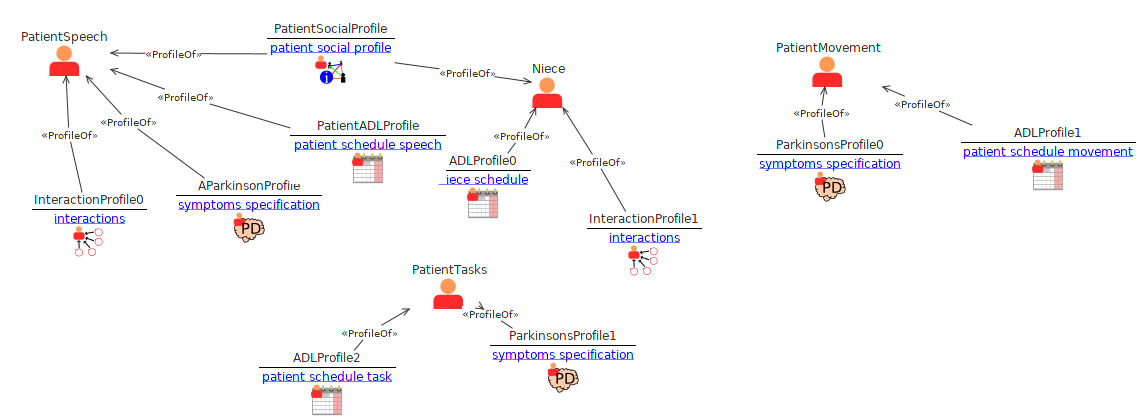 PatientSpeech
PatientSocialProfile
patient social profile
«ProfileOf»
«ProfileOf»
Niece
PatientMovement
«ProfileOf»
«ProfileOf»
«ProfileOf»
«ProfileOf»
«ProfileOf»
«ProfileOf»
«ProfileOf»
«ProfileOf»
PatientADLProfile
patient schedule speech
ADLProfile0
iece schedule
ParkinsonsProfile0
symptoms specification
ADLProfile1
patient schedule movement
InteractionProfile0
interactions
AParkinsonProfile
symptoms specification
PD
PD
InteractionProfile1
interactions
PatientTasks
«ProfileOf»
«ProfileOf»
ADLProfile2
patient schedule task
ParkinsonsProfile1
symptoms specification
PD